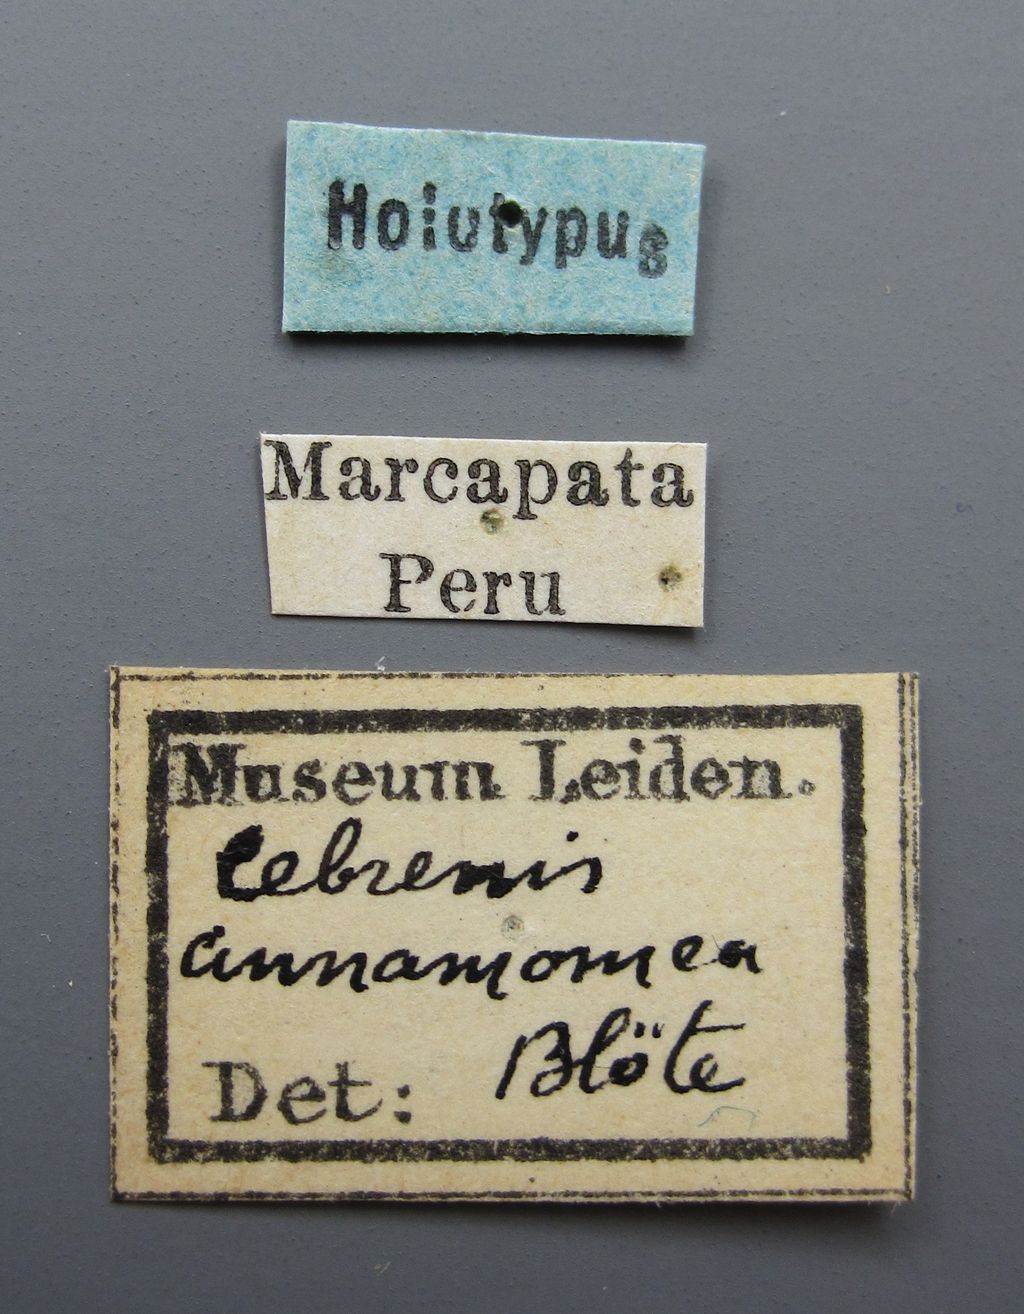 Holotypus
Marcapata
Peru
Museum Leiden.
Cebrenis
cinnamomea
Blöte
Det: